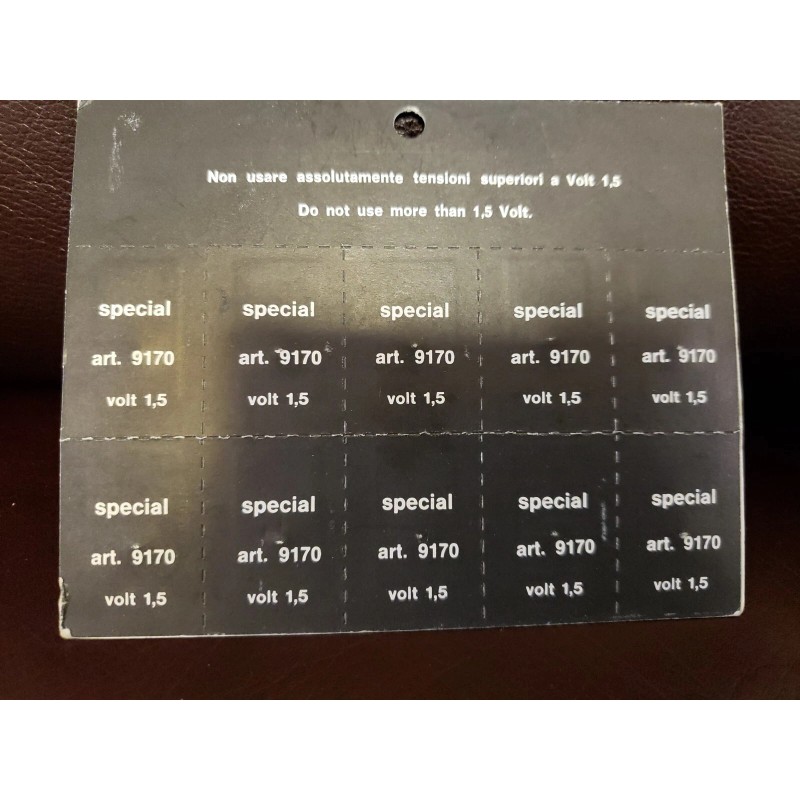 Non usare assolutamente tensioni superiori a Volt 1,5
Do not use more than 1,5 Volt.
special special special special special
art. 9170 art. 9170 art. 9170 art. 9170 art. 9170
volt 1,5 volt 1,5 volt 1,5 volt 1,5 volt 1,5
special special special special special
art. 9170 art. 9170 art. 9170 art. 9170 art. 9170
volt 1,5 volt 1,5 volt 1,5 volt 1,5 volt 1,5